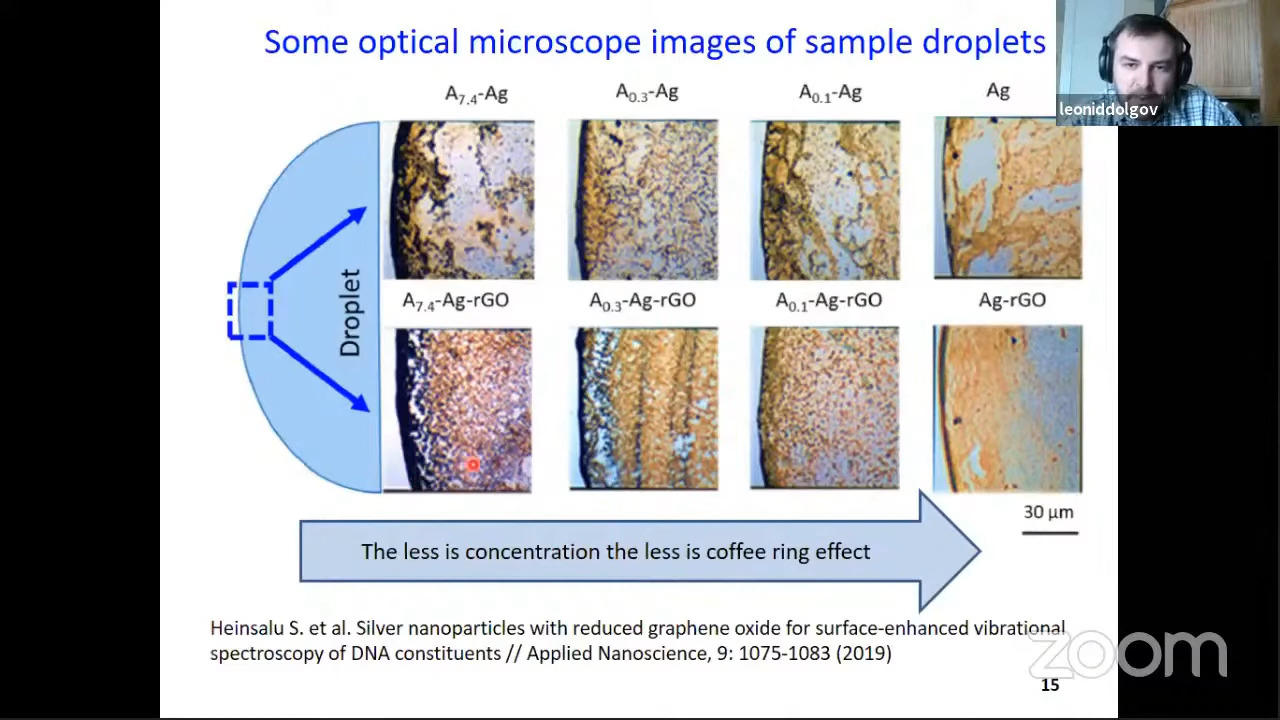 Some optical microscope images of sample droplets
leoniddolgov
A7.4-Ag
A0.3-Ag
A0.1-Ag
Ag
Droplet
A7.4-Ag-rGO
A0.3-Ag-rGO
A0.1-Ag-rGO
Ag-rGO
30 µm
The less is concentration the less is coffee ring effect
Heinsalu S. et al. Silver nanoparticles with reduced graphene oxide for surface-enhanced vibrational
spectroscopy of DNA constituents // Applied Nanoscience, 9: 1075-1083 (2019)
zoom
15